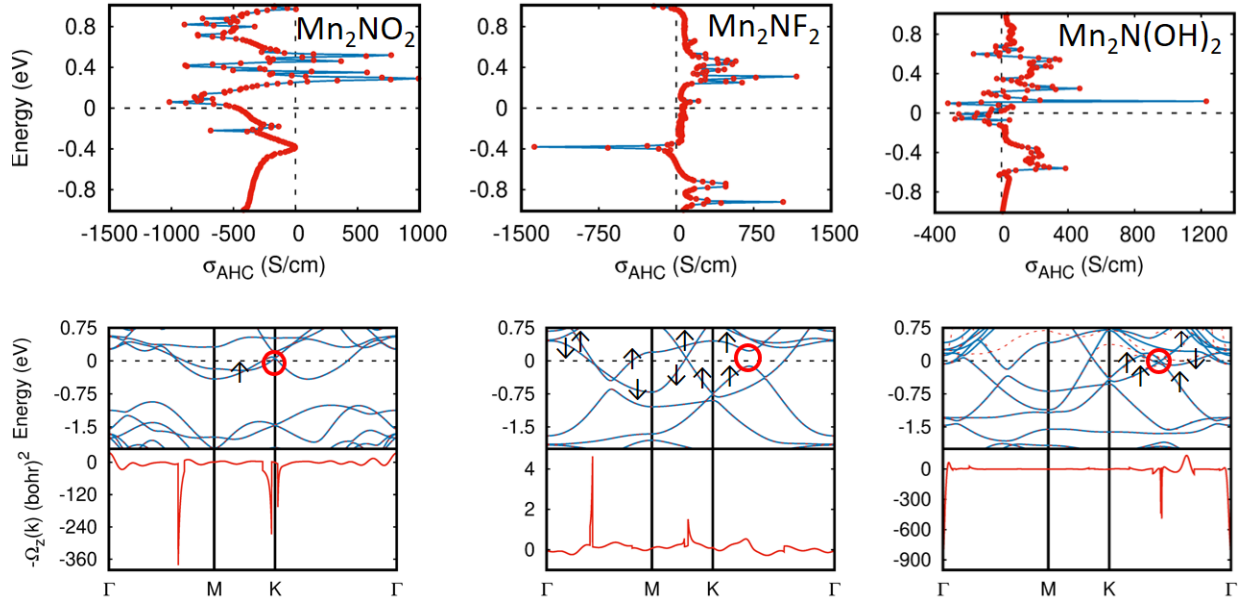 Mn₂NO₂
Energy (eV)
0.8
0.4
0
-0.4
-0.8
-1500 -1000 -500 0 500 1000
σAHC (S/cm)
Mn₂NF₂
0.8
0.4
0
-0.4
-0.8
-1500 -750 0 750 1500
σAHC (S/cm)
Mn₂N(OH)₂
0.8
0.4
0
-0.4
-0.8
-400 0 400 800 1200
σAHC (S/cm)
Energy (eV)
0.75
0
-0.75
-1.5
↑
-Ωz(k) (bohr)²
0
-120
-240
-360
Γ M K Γ
0.75
0
-0.75
-1.5
↓ ↑ ↑ ↓ ↑ ↓ ↑ ↑ ↑
4
2
0
Γ M K Γ
0.75
0
-0.75
-1.5
↑ ↑ ↑ ↑ ↓
0
-300
-600
-900
Γ M K Γ